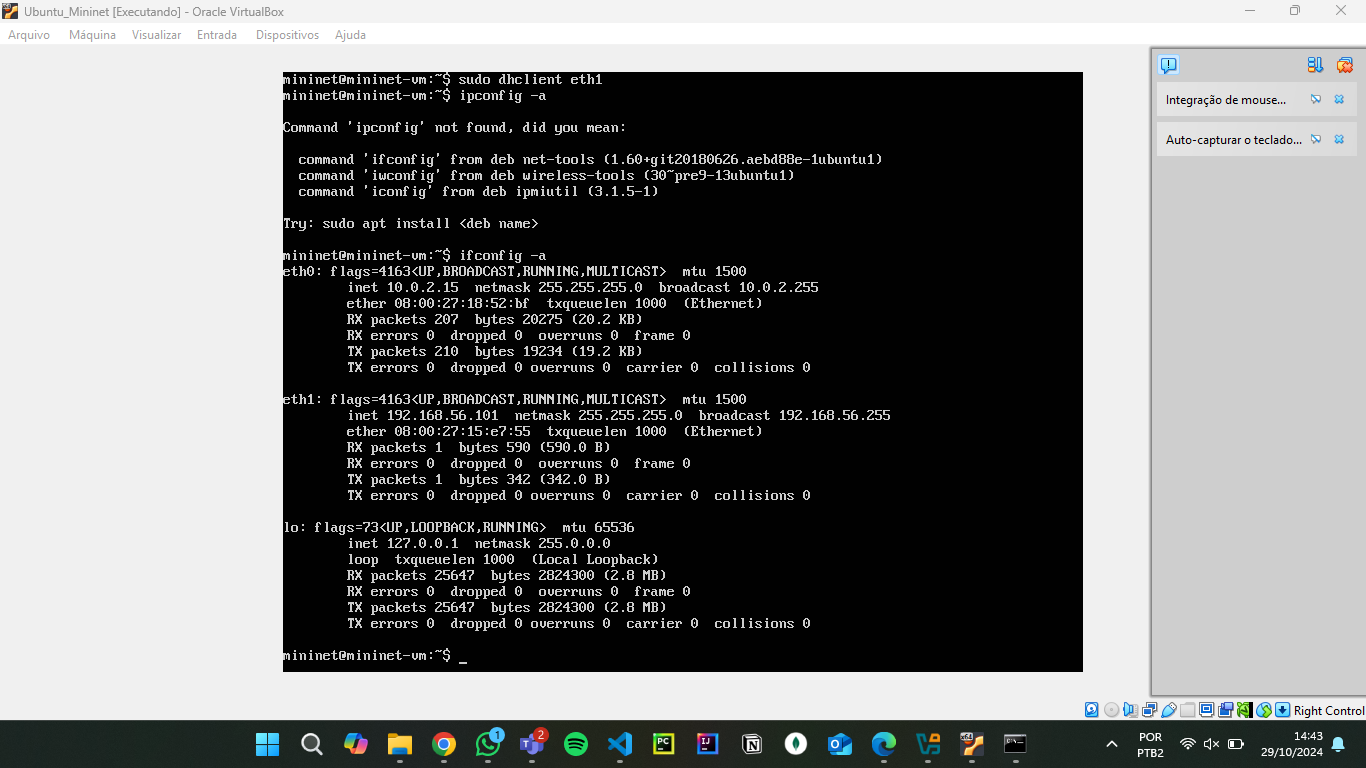 Ubuntu_Mininet [Executando] - Oracle VirtualBox
Arquivo Máquina Visualizar Entrada Dispositivos Ajuda
mininet@mininet-vm:~$ sudo dhclient eth1
mininet@mininet-vm:~$ ipconfig -a
Command 'ipconfig' not found, did you mean:
command 'ifconfig' from deb net-tools (1.60+git20180626.aebd88e-1ubuntu1)
command 'iwconfig' from deb wireless-tools (30~pre9-13ubuntu1)
command 'iconfig' from deb ipmiutil (3.1.5-1)
Try: sudo apt install <deb name>
mininet@mininet-vm:~$ ifconfig -a
eth0: flags=4163<UP,BROADCAST,RUNNING,MULTICAST> mtu 1500
inet 10.0.2.15 netmask 255.255.255.0 broadcast 10.0.2.255
ether 08:00:27:18:52:bf txqueuelen 1000 (Ethernet)
RX packets 207 bytes 20275 (20.2 KB)
RX errors 0 dropped 0 overruns 0 frame 0
TX packets 210 bytes 19234 (19.2 KB)
TX errors 0 dropped 0 overruns 0 carrier 0 collisions 0
eth1: flags=4163<UP,BROADCAST,RUNNING,MULTICAST> mtu 1500
inet 192.168.56.101 netmask 255.255.255.0 broadcast 192.168.56.255
ether 08:00:27:15:e7:55 txqueuelen 1000 (Ethernet)
RX packets 1 bytes 590 (590.0 B)
RX errors 0 dropped 0 overruns 0 frame 0
TX packets 1 bytes 342 (342.0 B)
TX errors 0 dropped 0 overruns 0 carrier 0 collisions 0
lo: flags=73<UP,LOOPBACK,RUNNING> mtu 65536
inet 127.0.0.1 netmask 255.0.0.0
loop txqueuelen 1000 (Local Loopback)
RX packets 25647 bytes 2824300 (2.8 MB)
RX errors 0 dropped 0 overruns 0 frame 0
TX packets 25647 bytes 2824300 (2.8 MB)
TX errors 0 dropped 0 overruns 0 carrier 0 collisions 0
mininet@mininet-vm:~$ _
Integração de mouse...
Auto-capturar o teclado...
Right Control
1
2
PC
IJ
POR
PTB2
14:43
29/10/2024